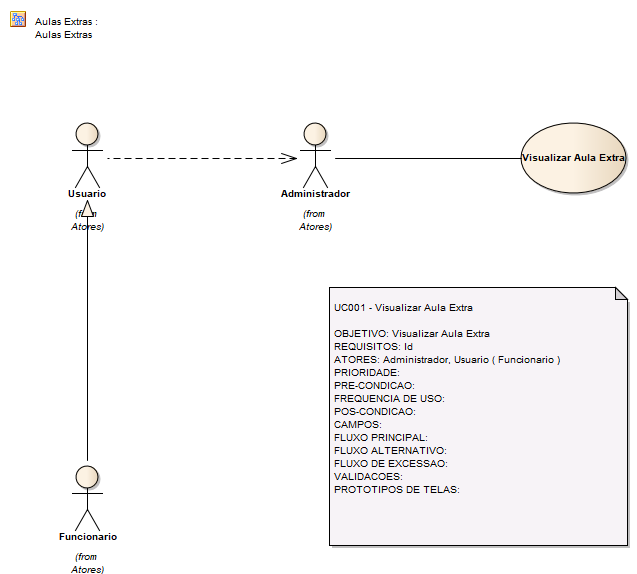 Aulas Extras :
Aulas Extras
Usuario
(from
Atores)
Administrador
(from
Atores)
Visualizar Aula Extra
UC001 - Visualizar Aula Extra
OBJETIVO: Visualizar Aula Extra
REQUISITOS: Id
ATORES: Administrador, Usuario ( Funcionario )
PRIORIDADE:
PRE-CONDICAO:
FREQUENCIA DE USO:
POS-CONDICAO:
CAMPOS:
FLUXO PRINCIPAL:
FLUXO ALTERNATIVO:
FLUXO DE EXCESSAO:
VALIDACOES:
PROTOTIPOS DE TELAS:
Funcionario
(from
Atores)